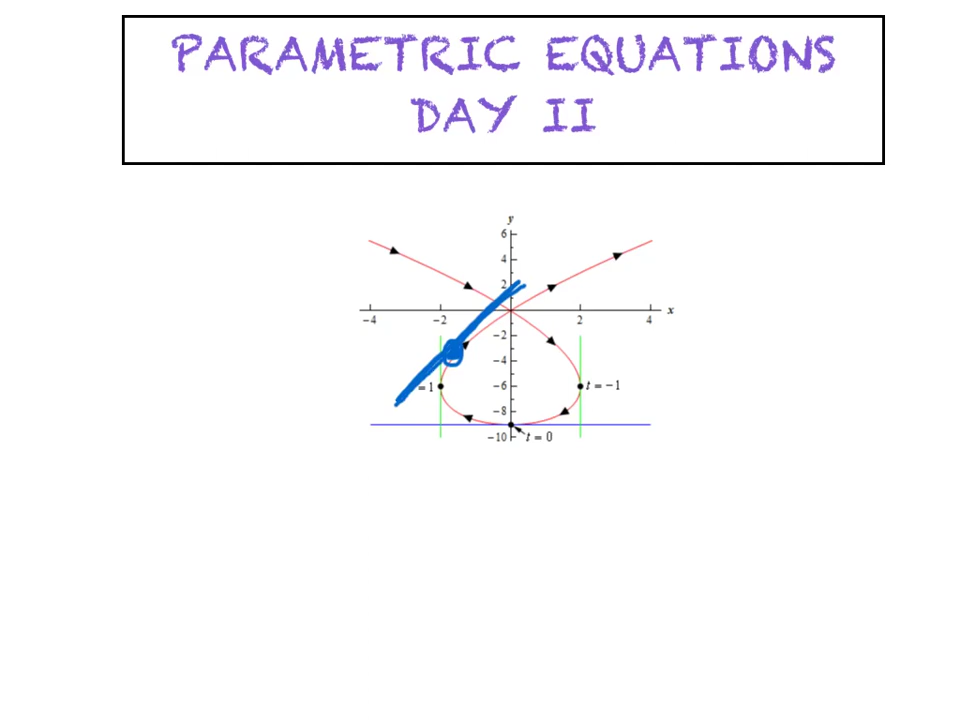 PARAMETRIC EQUATIONS
DAY II
y
6
4
2
x
−4
−2
2
4
−2
−4
= 1
−6
t = −1
−8
−10
t = 0